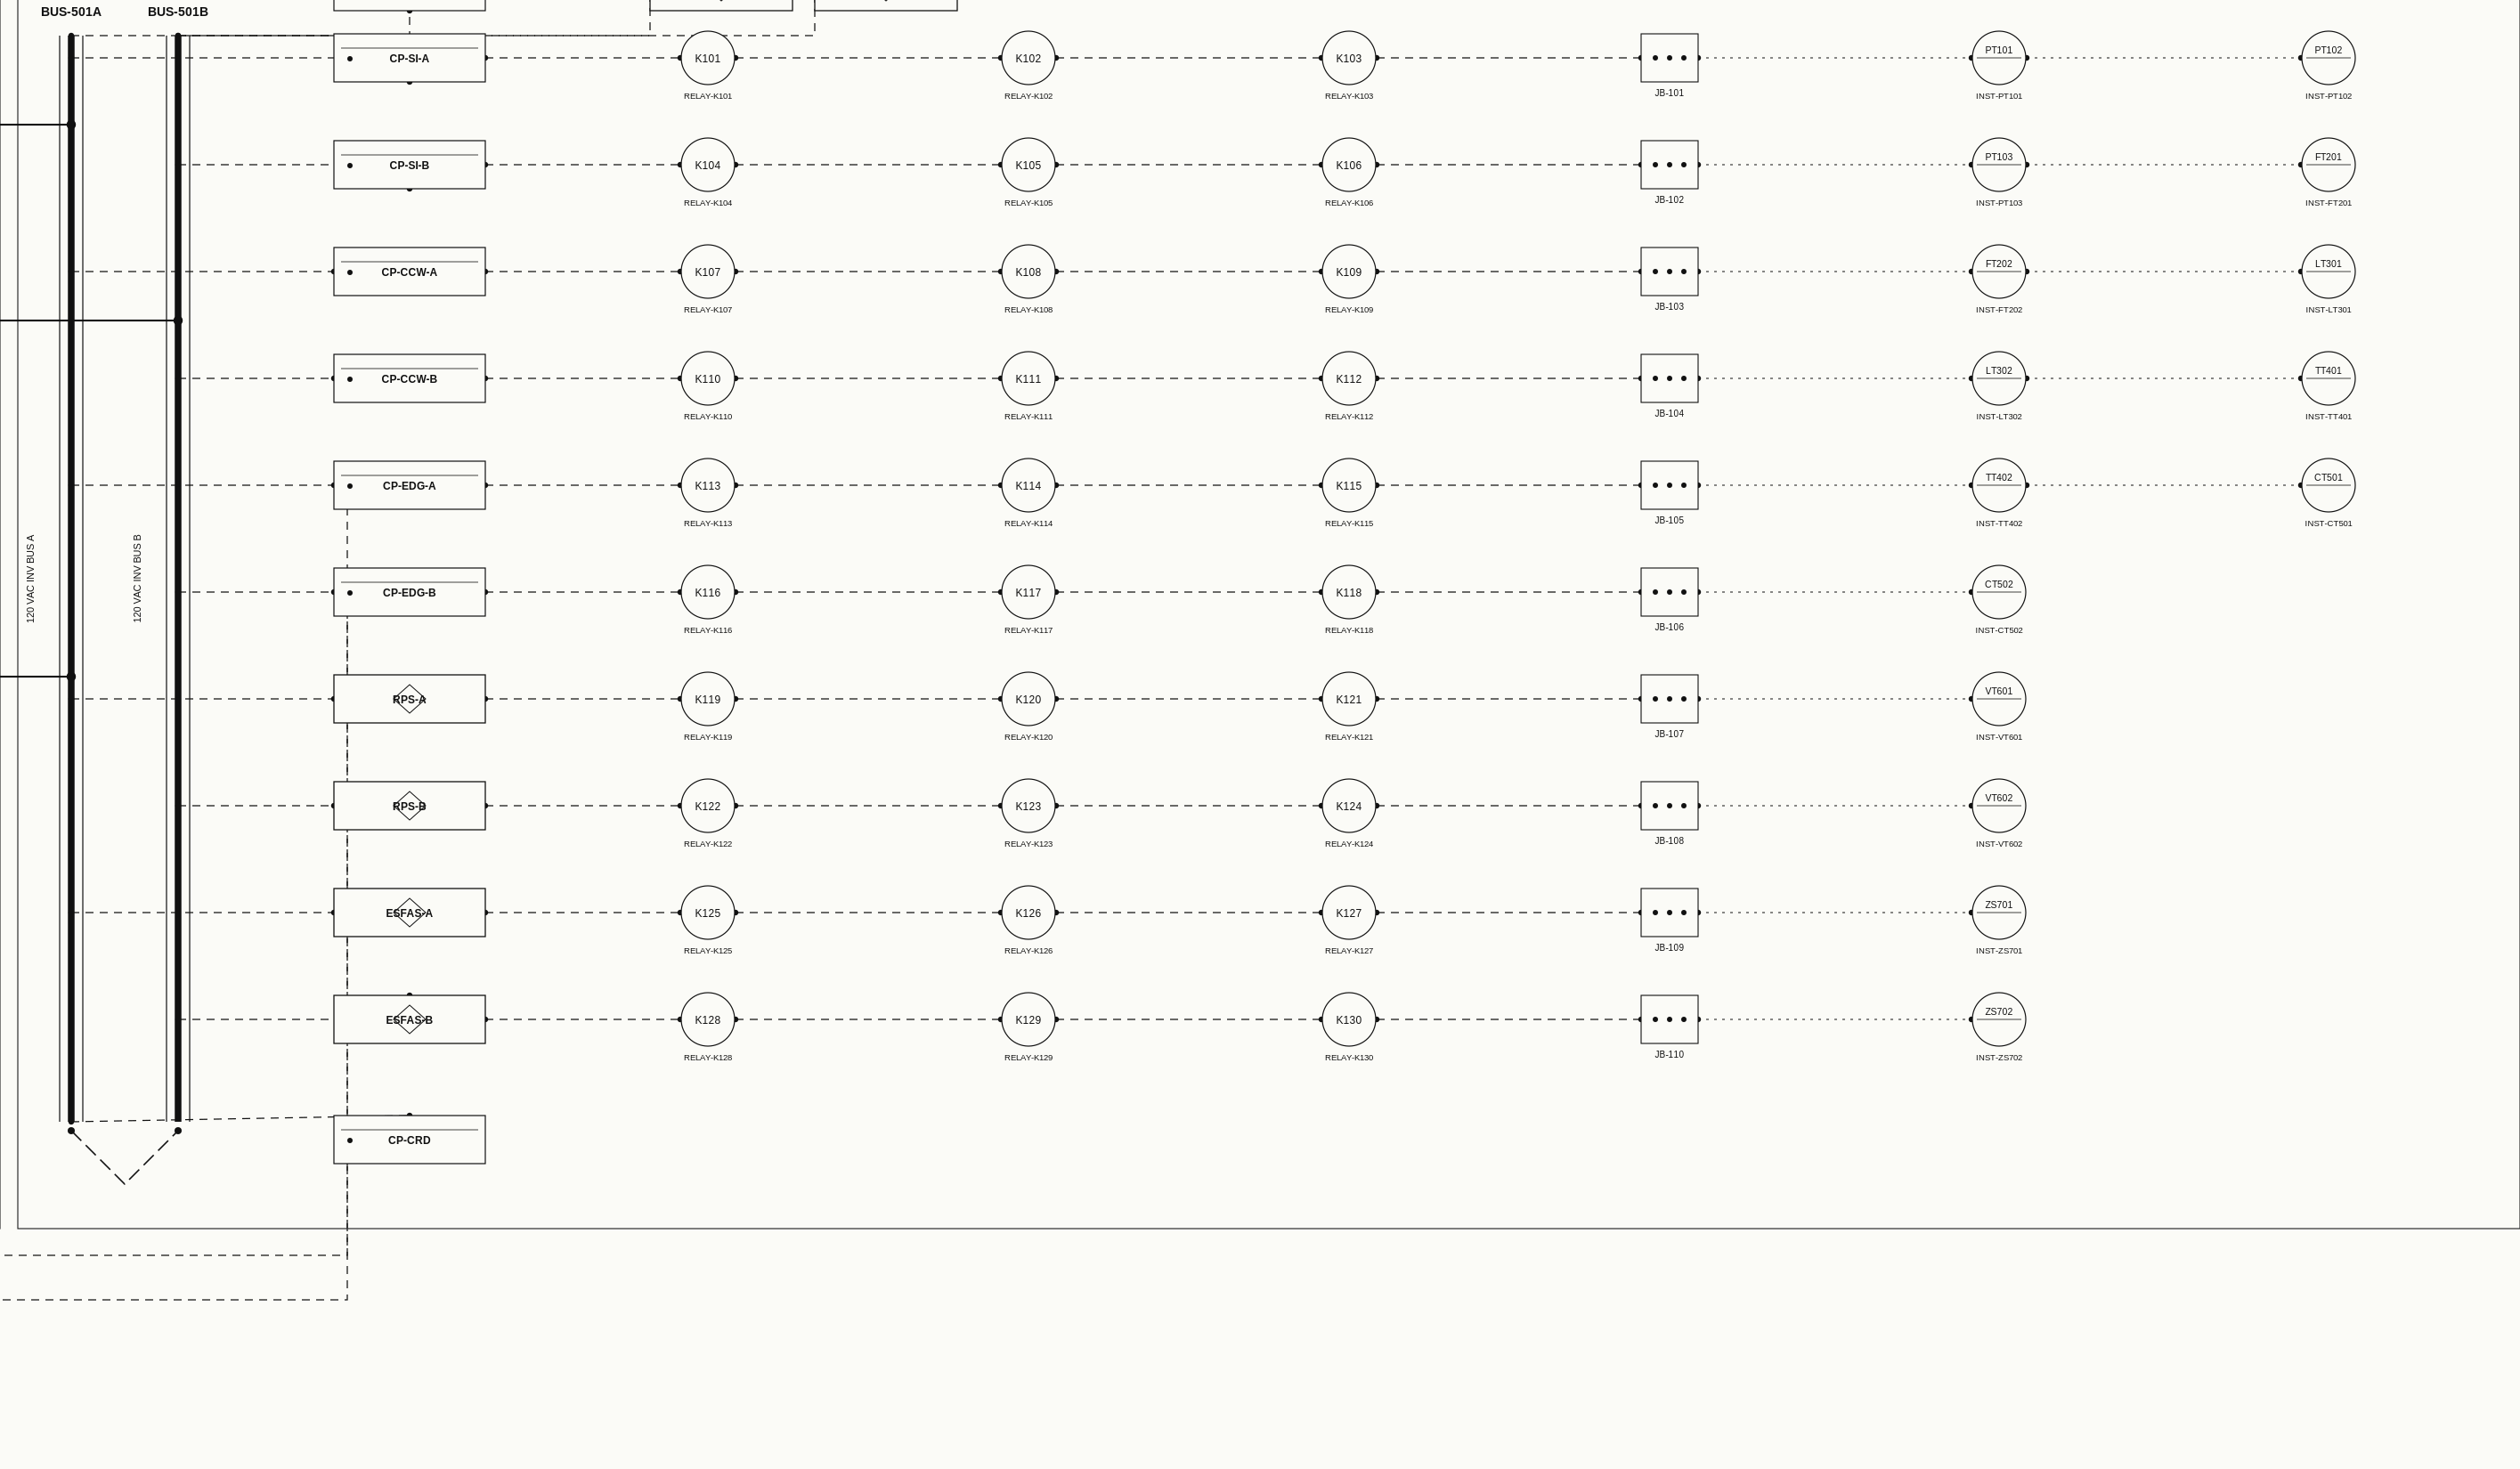 BUS-501A BUS-501B
CP-SI-A K101 K102 K103 PT101 PT102
RELAY-K101 RELAY-K102 RELAY-K103 JB-101 INST-PT101 INST-PT102
CP-SI-B K104 K105 K106 PT103 FT201
RELAY-K104 RELAY-K105 RELAY-K106 JB-102 INST-PT103 INST-FT201
CP-CCW-A K107 K108 K109 FT202 LT301
RELAY-K107 RELAY-K108 RELAY-K109 JB-103 INST-FT202 INST-LT301
CP-CCW-B K110 K111 K112 LT302 TT401
RELAY-K110 RELAY-K111 RELAY-K112 JB-104 INST-LT302 INST-TT401
CP-EDG-A K113 K114 K115 TT402 CT501
RELAY-K113 RELAY-K114 RELAY-K115 JB-105 INST-TT402 INST-CT501
120 VAC INV BUS A
120 VAC INV BUS B
CP-EDG-B K116 K117 K118 CT502
RELAY-K116 RELAY-K117 RELAY-K118 JB-106 INST-CT502
RPS-A K119 K120 K121 VT601
RELAY-K119 RELAY-K120 RELAY-K121 JB-107 INST-VT601
RPS-B K122 K123 K124 VT602
RELAY-K122 RELAY-K123 RELAY-K124 JB-108 INST-VT602
ESFAS-A K125 K126 K127 ZS701
RELAY-K125 RELAY-K126 RELAY-K127 JB-109 INST-ZS701
ESFAS-B K128 K129 K130 ZS702
RELAY-K128 RELAY-K129 RELAY-K130 JB-110 INST-ZS702
CP-CRD